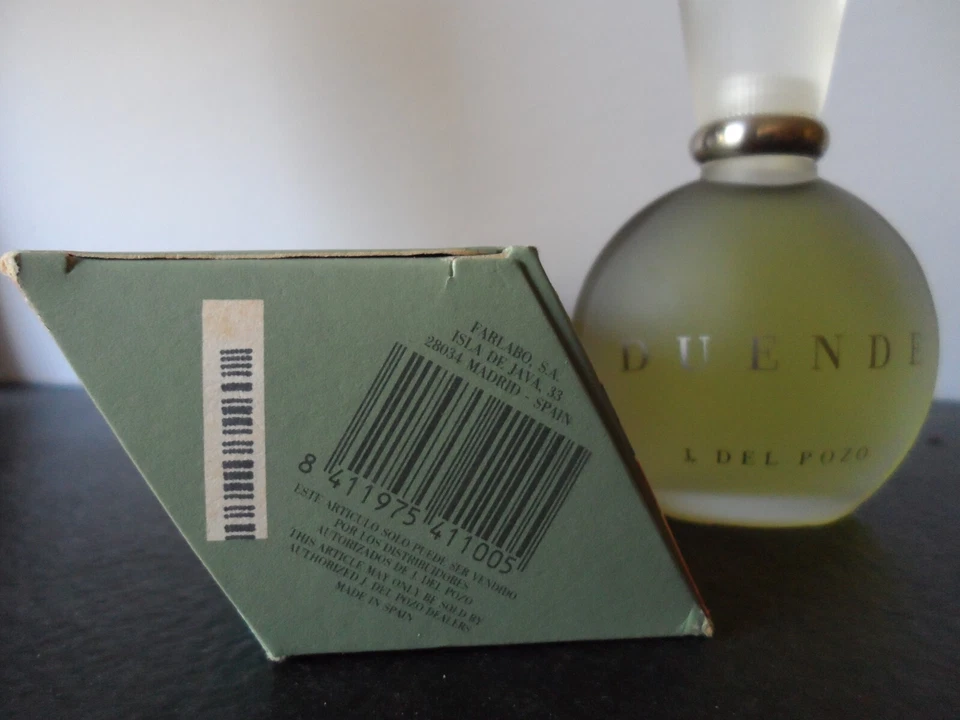 FARLABO, S.A.
ISLA DE JAVA, 33
28034 MADRID - SPAIN
8 411975 411005
ESTE ARTICULO SOLO PUEDE SER VENDIDO
POR LOS DISTRIBUIDORES
AUTORIZADOS DE J. DEL POZO
THIS ARTICLE MAY ONLY BE SOLD BY
AUTHORIZED J. DEL POZO DEALERS
MADE IN SPAIN
DUENDE
J. DEL POZO